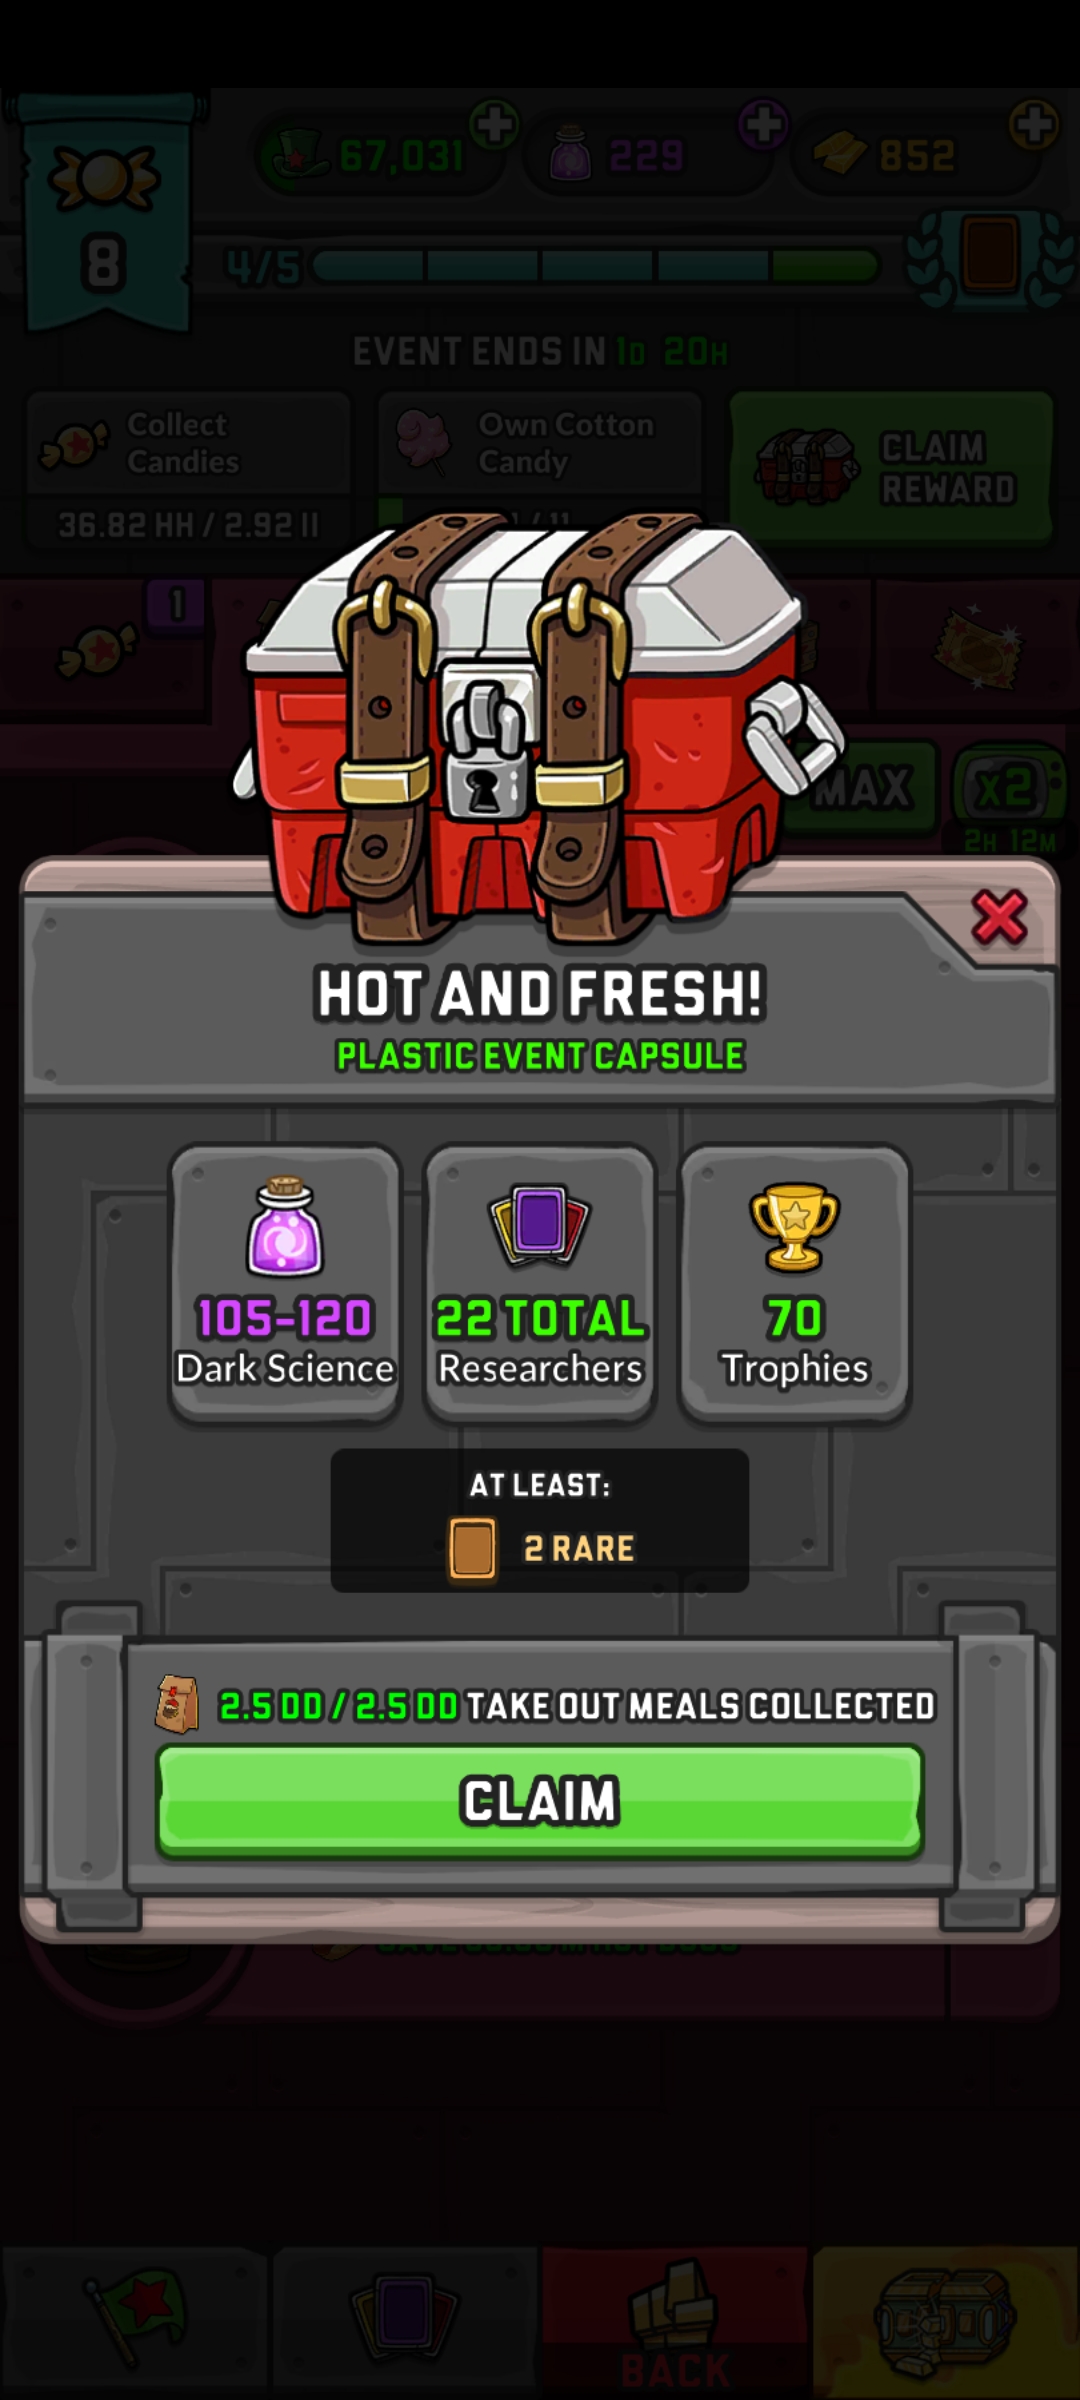 67,031
229
852
8
4/5
EVENT ENDS IN 1D 20H
Collect
Candies
36.82 HH / 2.92 II
Own Cotton
Candy
/ 11
CLAIM
REWARD
1
MAX
x2
2H 12M
HOT AND FRESH!
PLASTIC EVENT CAPSULE
105-120
Dark Science
22 TOTAL
Researchers
70
Trophies
AT LEAST:
2 RARE
2.5 DD / 2.5 DD TAKE OUT MEALS COLLECTED
CLAIM
BACK